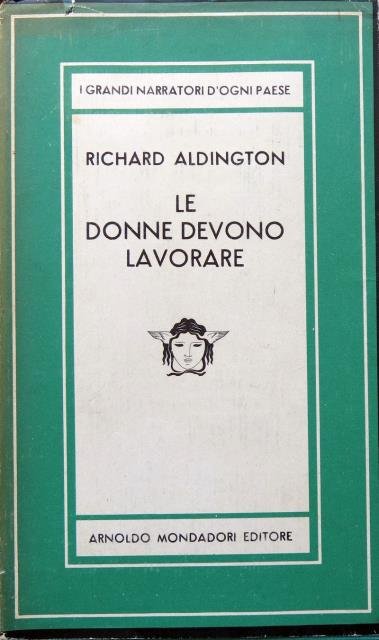 I GRANDI NARRATORI D'OGNI PAESE
RICHARD ALDINGTON
LE
DONNE DEVONO
LAVORARE
ARNOLDO MONDADORI EDITORE